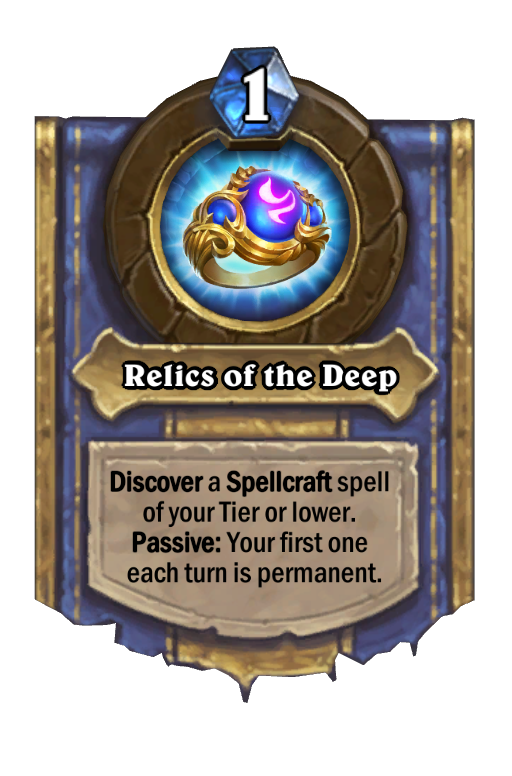 1
Relics of the Deep
Discover a Spellcraft spell
of your Tier or lower.
Passive: Your first one
each turn is permanent.